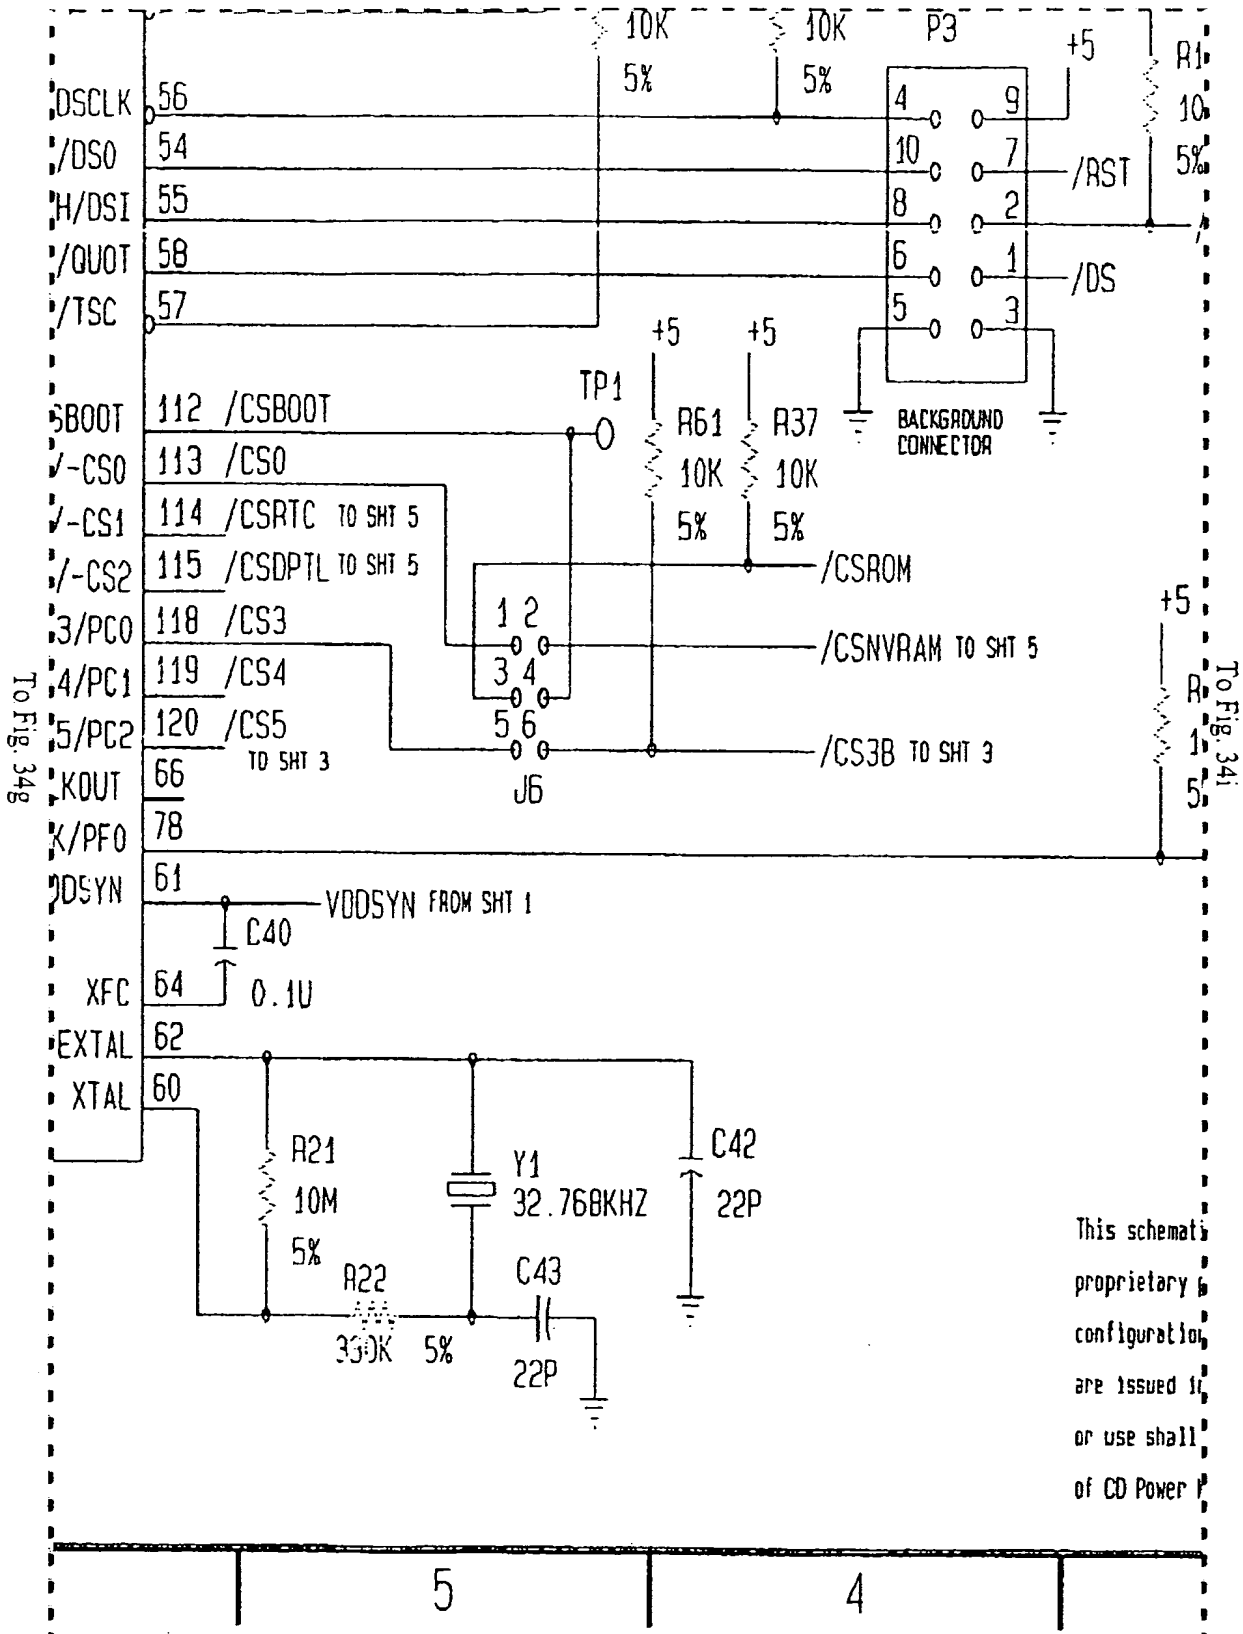 10K
5%
10K
5%
P3
+5
R1
10
5%
DSCLK 56
/DSO 54
H/DSI 55
/QUOT 58
/TSC 57
4 9
10 7 /RST
8 2
6 1 /DS
5 3
BACKGROUND
CONNECTOR
SBOOT 112 /CSBOOT
TP1
/-CS0 113 /CS0
/-CS1 114 /CSRTC TO SHT 5
/-CS2 115 /CSDPTL TO SHT 5
3/PC0 118 /CS3
4/PC1 119 /CS4
5/PC2 120 /CS5
TO SHT 3
+5
R61
10K
5%
+5
R37
10K
5%
/CSROM
1 2
/CSNVRAM TO SHT 5
3 4
5 6
/CS3B TO SHT 3
J6
+5
R
1
5
KOUT 66
K/PF0 78
DDSYN 61
VDDSYN FROM SHT 1
C40
0.1U
XFC 64
EXTAL 62
XTAL 60
R21
10M
5%
Y1
32.768KHZ
C42
22P
R22
330K 5%
C43
22P
To Fig. 34g
To Fig. 34i
This schemati
proprietary
configuration
are issued i
or use shall
of CD Power
5
4